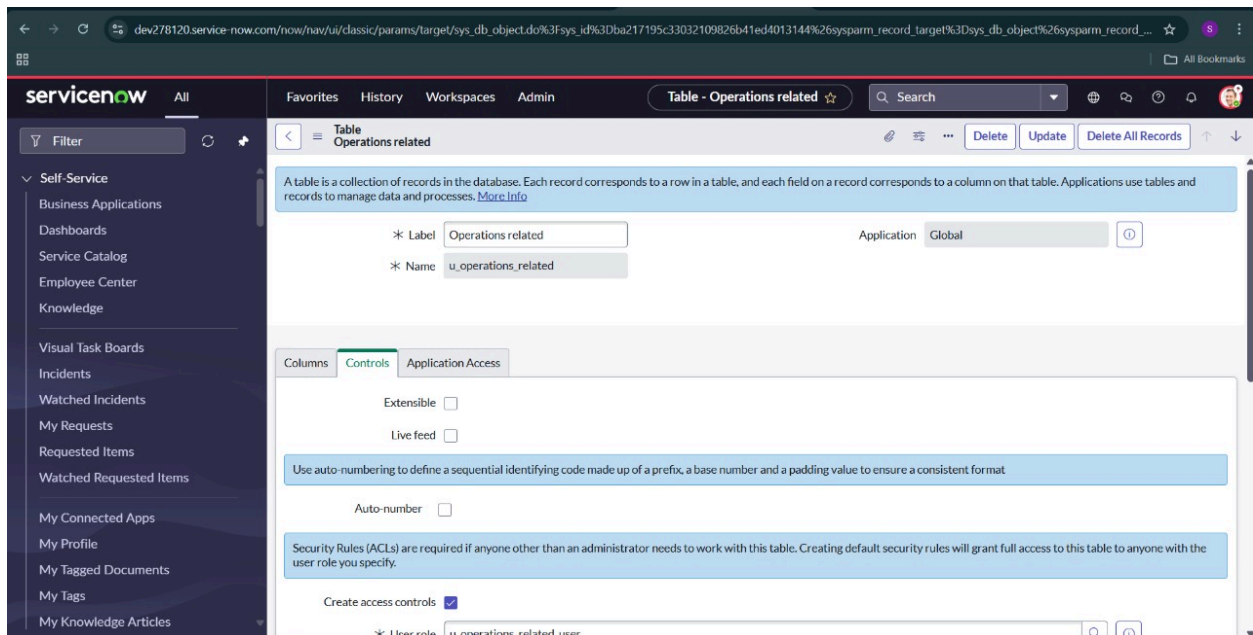 dev278120.service-now.com/now/nav/ui/classic/params/target/sys_db_object.do%3Fsys_id%3Dba217195c33032109826b41ed4013144%26sysparm_record_target%3Dsys_db_object%26sysparm_record_...
S
All Bookmarks
servicenow All Favorites History Workspaces Admin Table - Operations related Search
Filter
Table
Operations related
Delete Update Delete All Records
Self-Service
Business Applications
Dashboards
Service Catalog
Employee Center
Knowledge
Visual Task Boards
Incidents
Watched Incidents
My Requests
Requested Items
Watched Requested Items
My Connected Apps
My Profile
My Tagged Documents
My Tags
My Knowledge Articles
A table is a collection of records in the database. Each record corresponds to a row in a table, and each field on a record corresponds to a column on that table. Applications use tables and
records to manage data and processes. More Info
Label Operations related
Application Global
Name u_operations_related
Columns Controls Application Access
Extensible
Live feed
Use auto-numbering to define a sequential identifying code made up of a prefix, a base number and a padding value to ensure a consistent format
Auto-number
Security Rules (ACLs) are required if anyone other than an administrator needs to work with this table. Creating default security rules will grant full access to this table to anyone with the
user role you specify.
Create access controls
User role u_operations_related_user